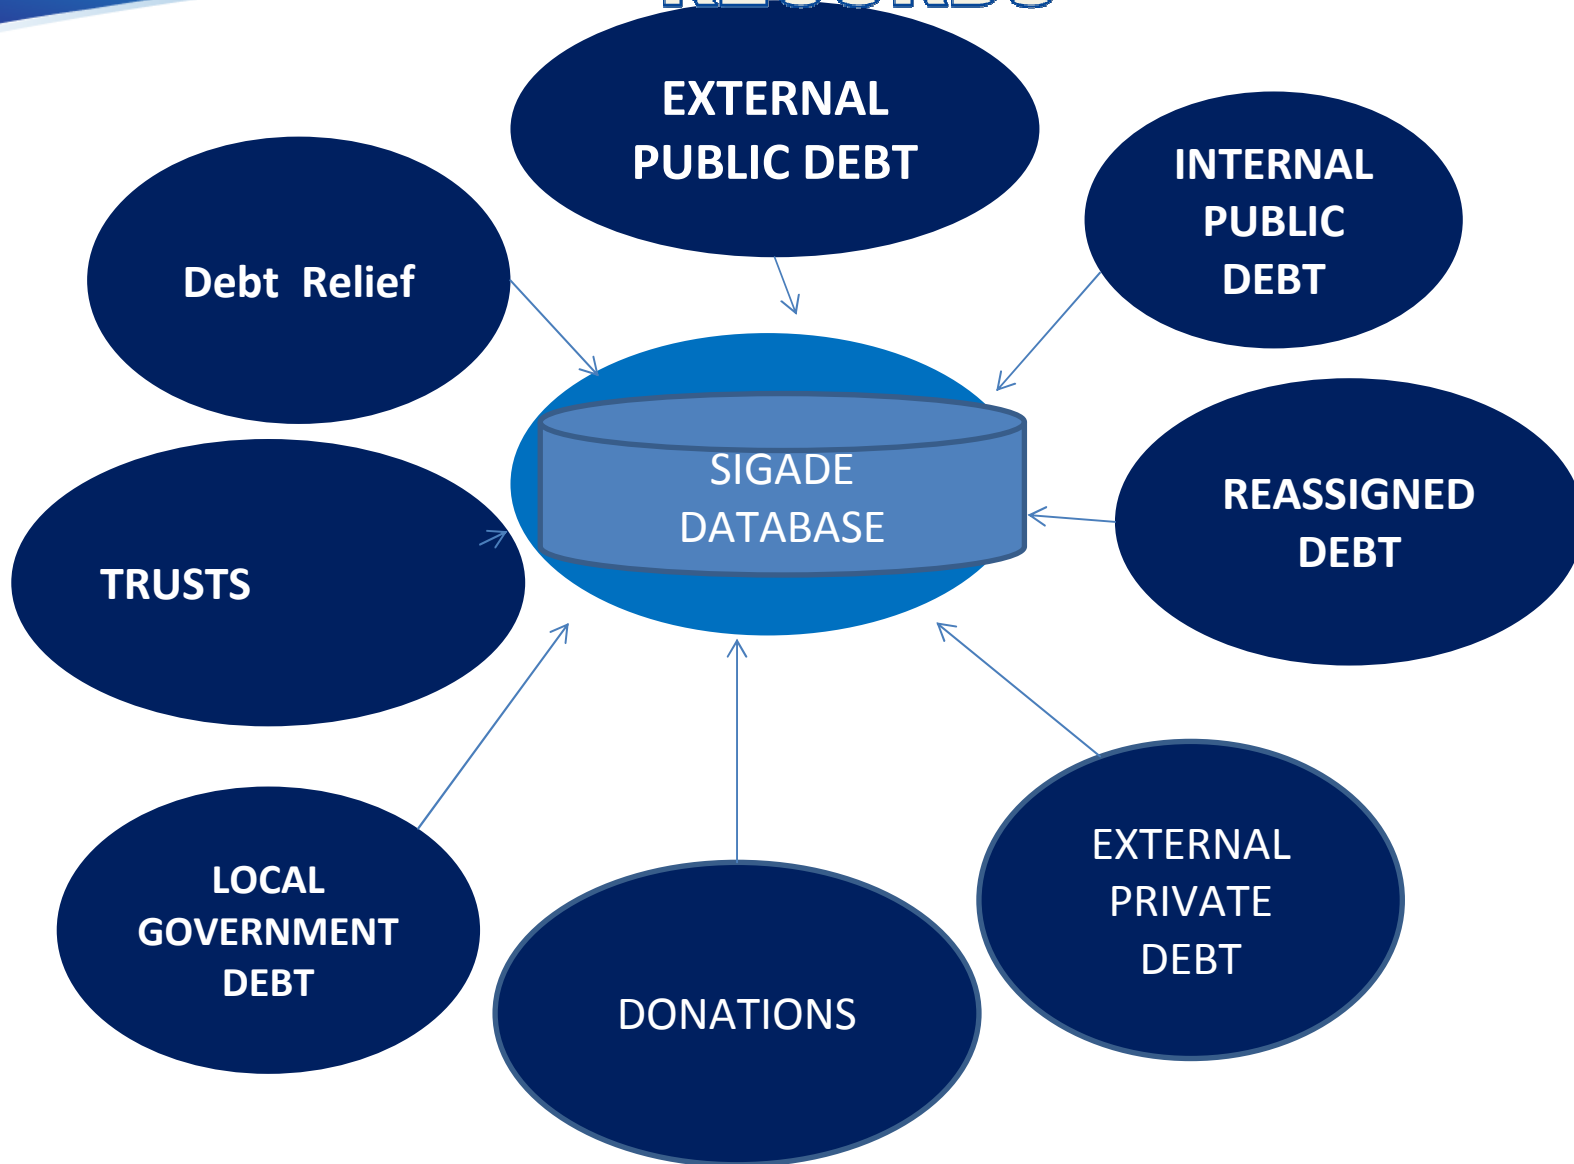 EXTERNAL
PUBLIC DEBT
INTERNAL
PUBLIC
DEBT
Debt Relief
SIGADE
DATABASE
REASSIGNED
DEBT
TRUSTS
EXTERNAL
PRIVATE
DEBT
LOCAL
GOVERNMENT
DEBT
DONATIONS